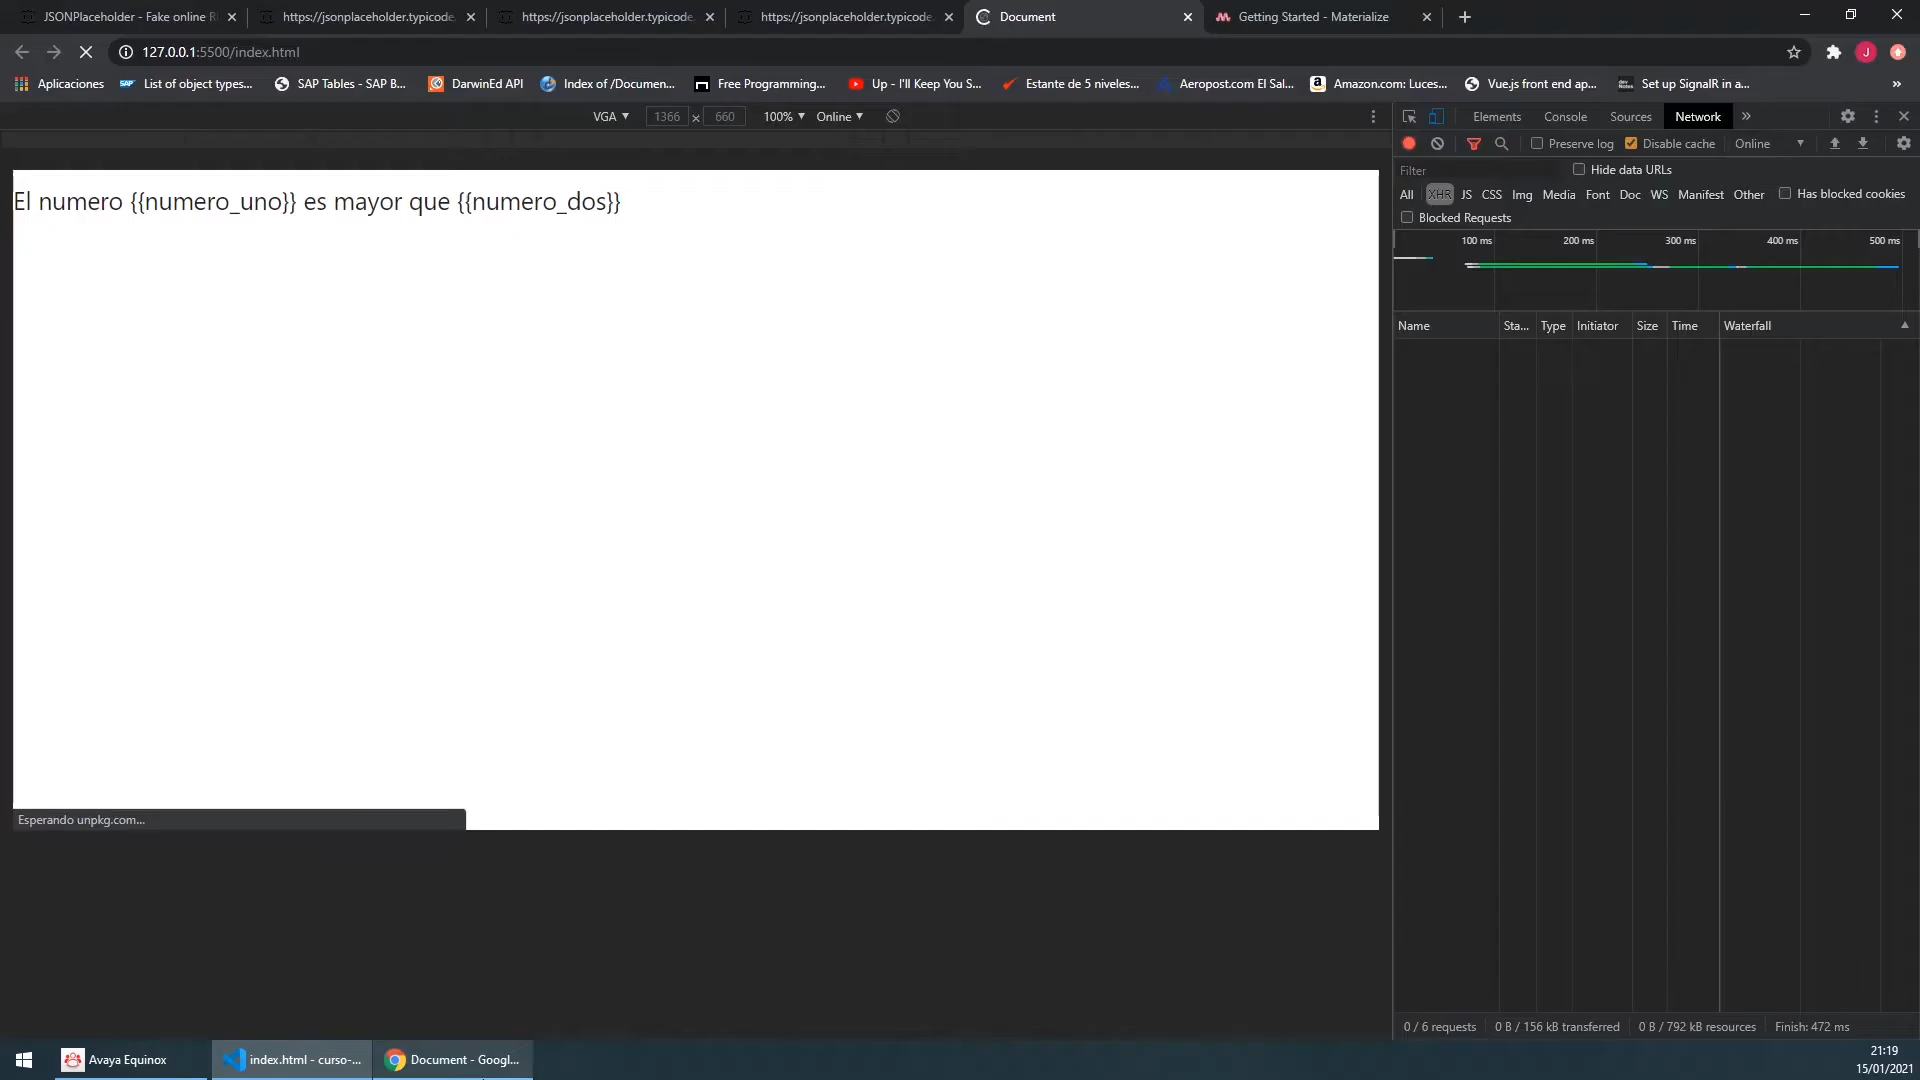 JSONPlaceholder - Fake online R
https://jsonplaceholder.typicode.
https://jsonplaceholder.typicode.
https://jsonplaceholder.typicode.
Document
Getting Started - Materialize
127.0.0.1:5500/index.html
J
Aplicaciones
SAP
List of object types...
SAP Tables - SAP B...
DarwinEd API
Index of /Documen...
Free Programming...
Up - I'll Keep You S...
Estante de 5 niveles...
Aeropost.com El Sal...
Amazon.com: Luces...
Vue.js front end ap...
Set up SignalR in a...
»
VGA
1366
x
660
100%
Online
Elements
Console
Sources
Network
»
Preserve log
Disable cache
Online
Filter
Hide data URLs
All
XHR
JS
CSS
Img
Media
Font
Doc
WS
Manifest
Other
Has blocked cookies
Blocked Requests
100 ms
200 ms
300 ms
400 ms
500 ms
Name
Sta...
Type
Initiator
Size
Time
Waterfall
El numero {{numero_uno}} es mayor que {{numero_dos}}
Esperando unpkg.com...
0 / 6 requests
0 B / 156 kB transferred
0 B / 792 kB resources
Finish: 472 ms
Avaya Equinox
index.html - curso-...
Document - Googl...
21:19
15/01/2021